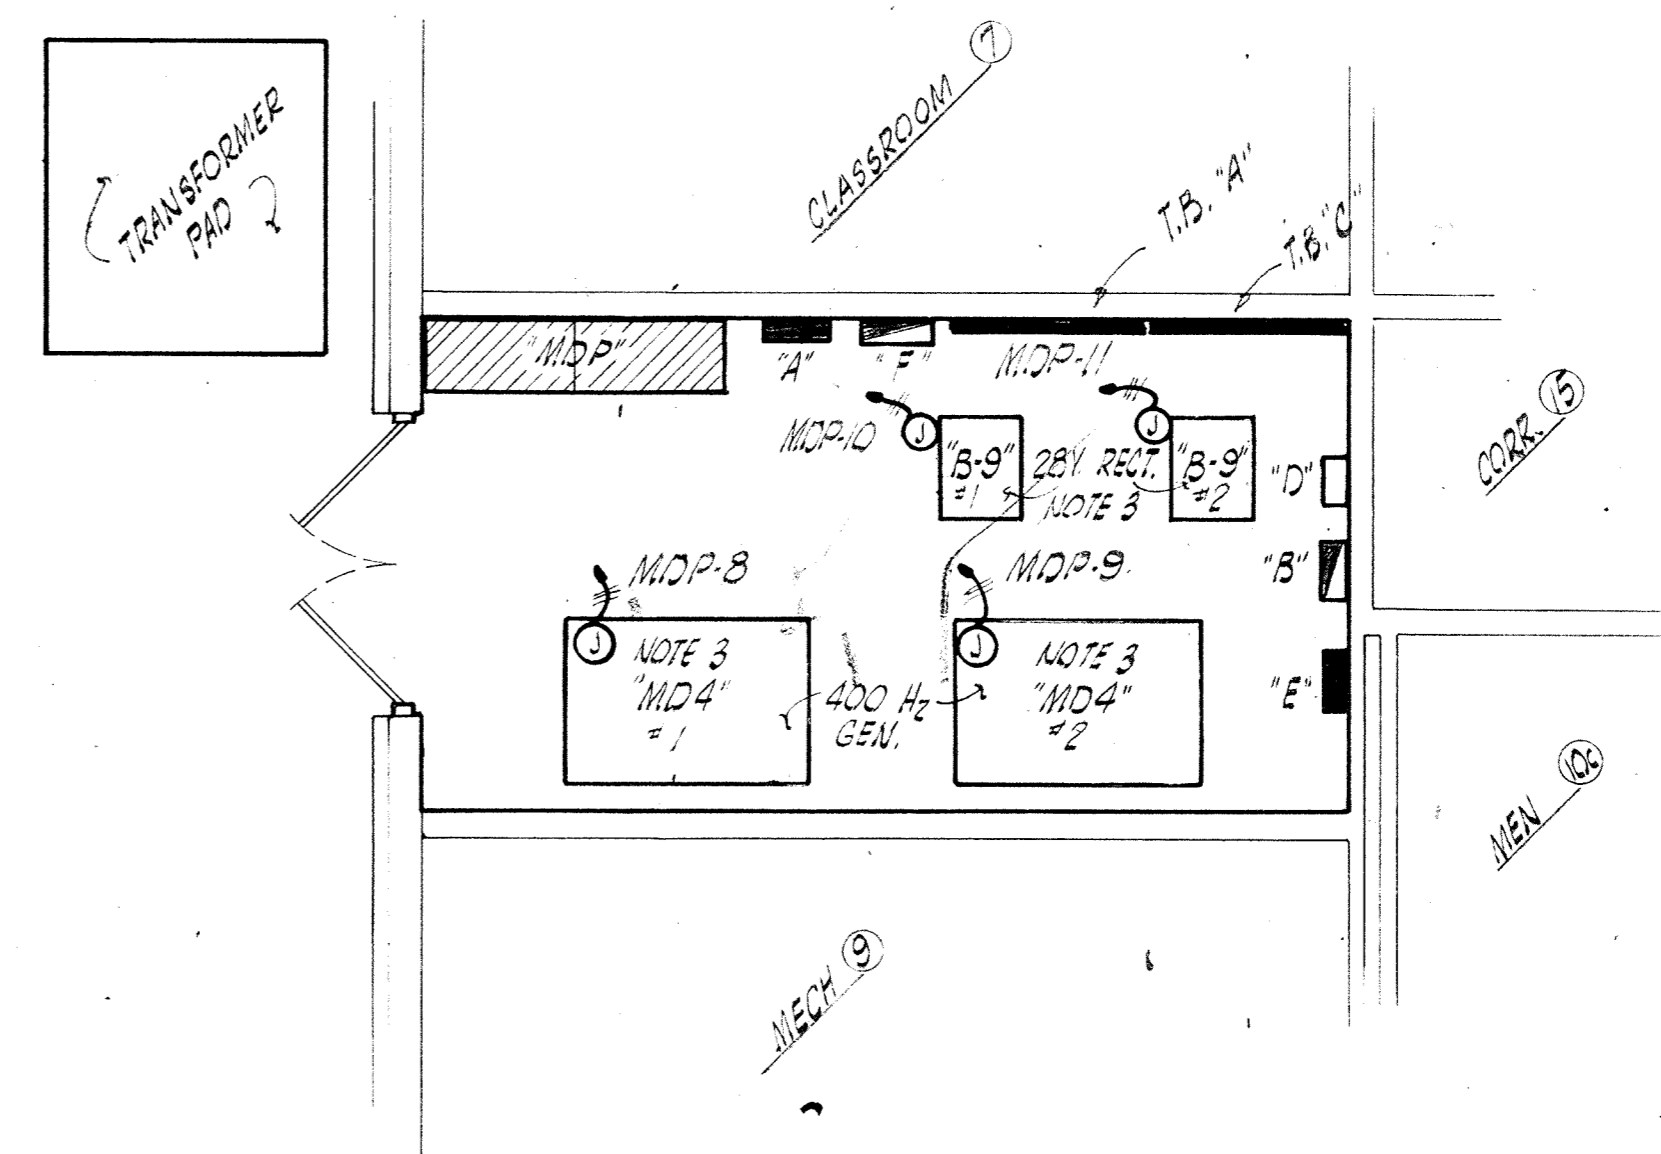 TRANSFORMER
PAD
CLASSROOM 7
T.B. "A"
T.B. "C"
"MDP"
"A"
"F"
MDP-11
MDP-10
J
J
"B-9"
#1
28V. RECT.
NOTE 3
"B-9"
#2
"D"
CORR. 15
MDP-8
MDP-9
"B"
J
NOTE 3
"MD4"
#1
400 Hz
GEN.
J
NOTE 3
"MD4"
#2
"E"
MEN 10c
MECH 9